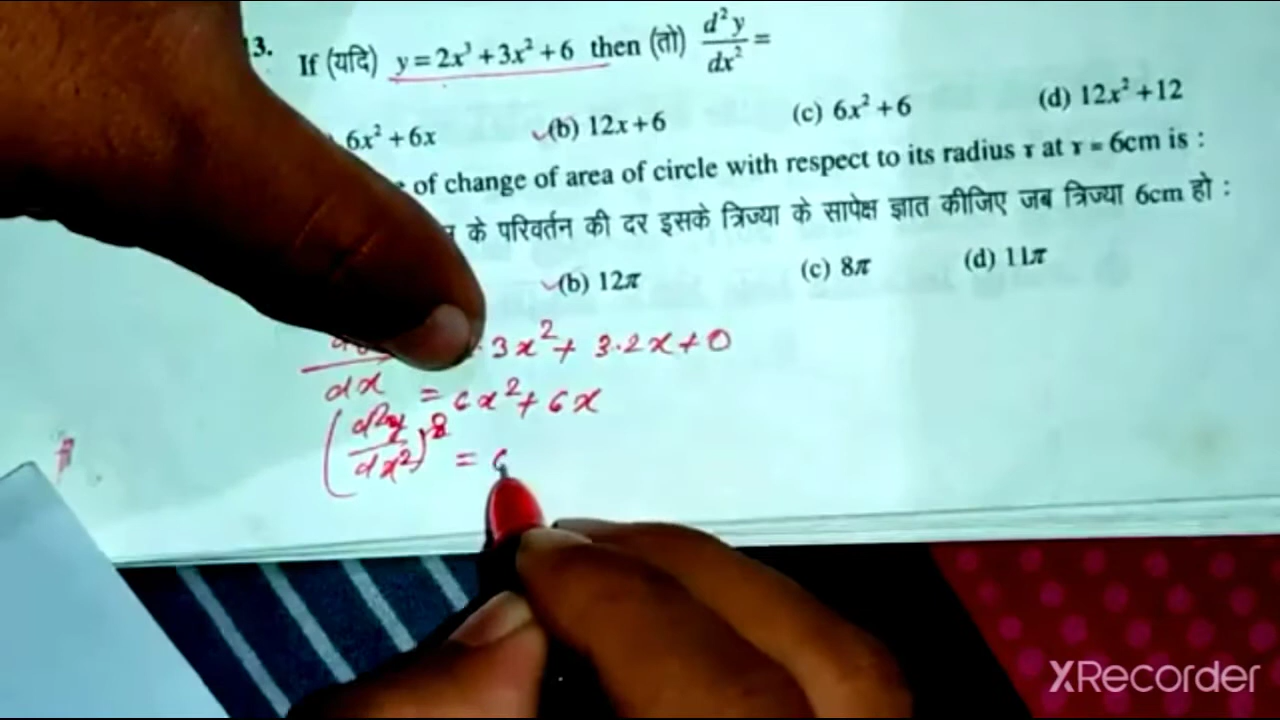 13. If (यदि) y = 2x³ + 3x² + 6 then (तो) d²y/dx² =
6x² + 6x (b) 12x + 6 (c) 6x² + 6 (d) 12x² + 12
of change of area of circle with respect to its radius r at r = 6cm is :
के परिवर्तन की दर इसके त्रिज्या के सापेक्ष ज्ञात कीजिए जब त्रिज्या 6cm हो :
(b) 12π (c) 8π (d) 11π
dx . 3x² + 3.2x + 0
= 6x² + 6x
(d²y/dx²) =
XRecorder